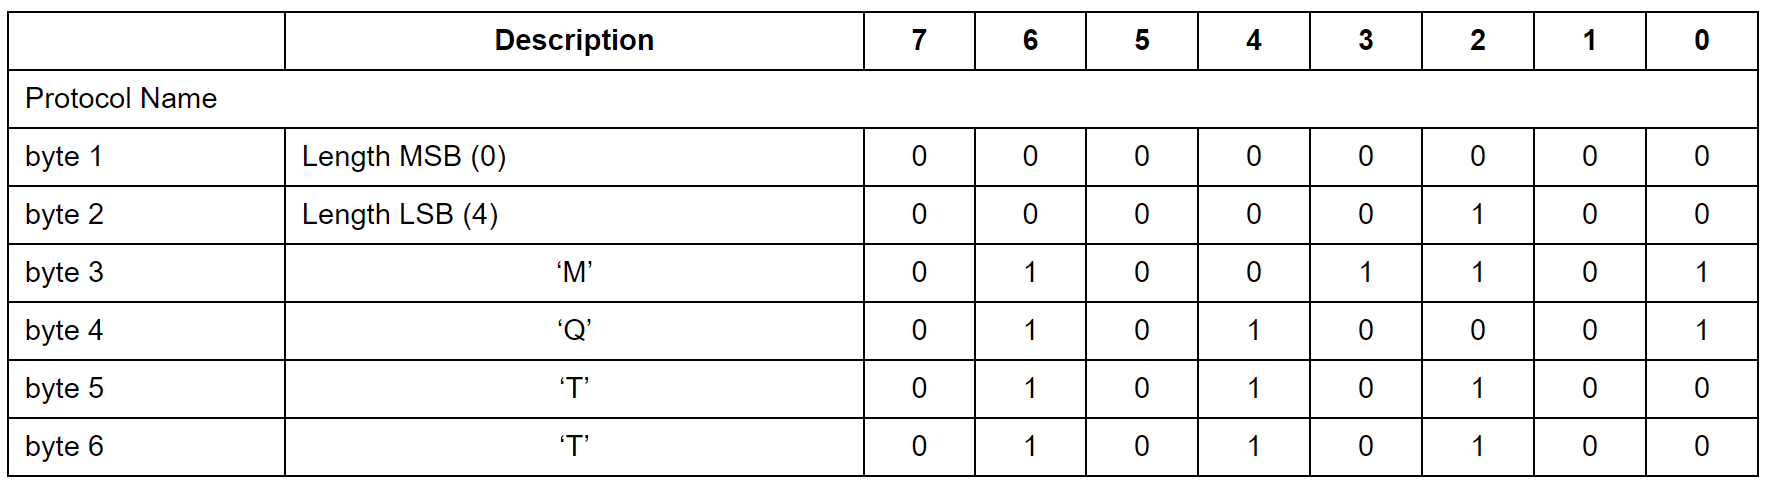 Description 7 6 5 4 3 2 1 0
Protocol Name
byte 1 Length MSB (0) 0 0 0 0 0 0 0 0
byte 2 Length LSB (4) 0 0 0 0 0 1 0 0
byte 3 ‘M’ 0 1 0 0 1 1 0 1
byte 4 ‘Q’ 0 1 0 1 0 0 0 1
byte 5 ‘T’ 0 1 0 1 0 1 0 0
byte 6 ‘T’ 0 1 0 1 0 1 0 0